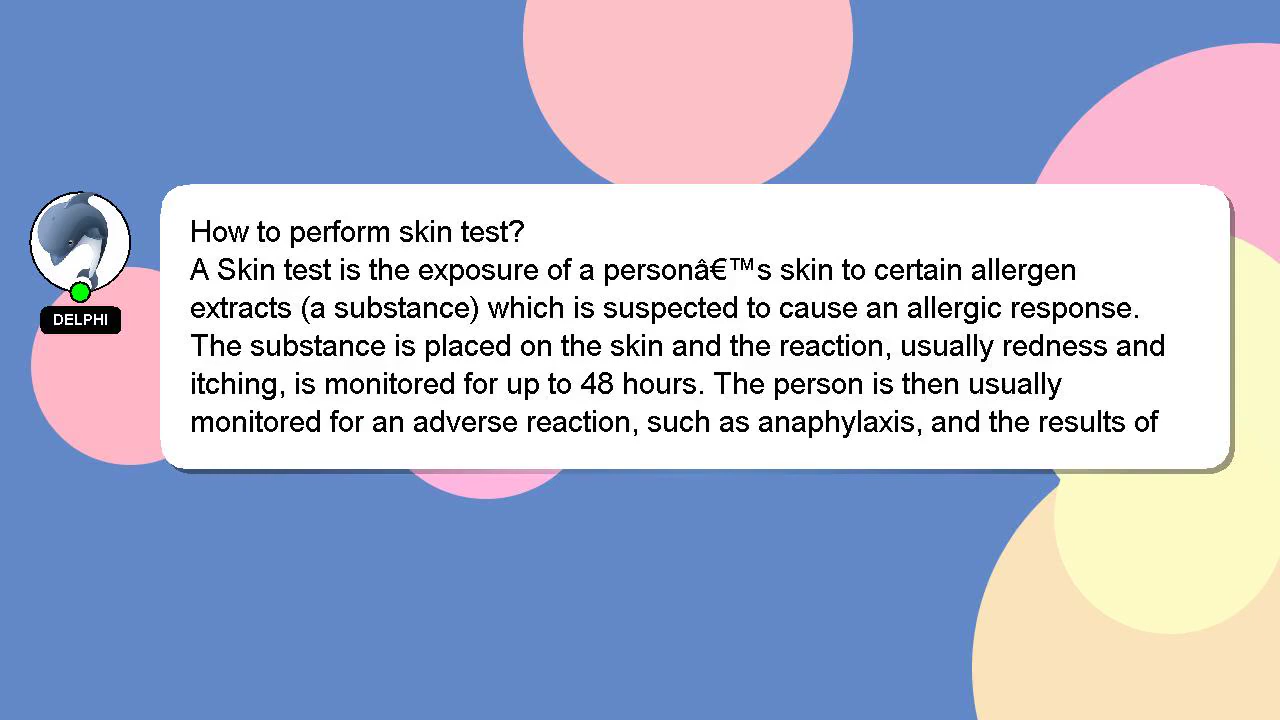 How to perform skin test?
A Skin test is the exposure of a personâ€™s skin to certain allergen
extracts (a substance) which is suspected to cause an allergic response.
The substance is placed on the skin and the reaction, usually redness and
itching, is monitored for up to 48 hours. The person is then usually
monitored for an adverse reaction, such as anaphylaxis, and the results of
DELPHI